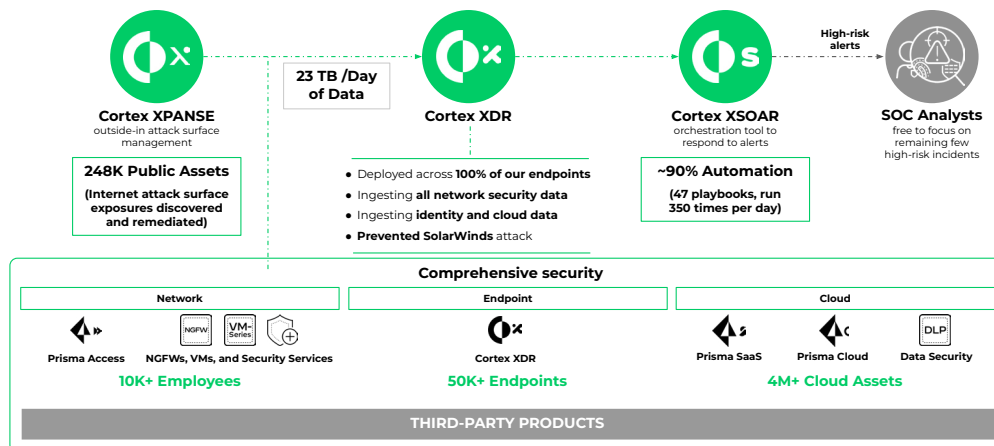 High-risk
alerts
23 TB /Day
of Data
Cortex XPANSE
outside-in attack surface
management
Cortex XDR
Cortex XSOAR
orchestration tool to
respond to alerts
SOC Analysts
free to focus on
remaining few
high-risk incidents
248K Public Assets
(Internet attack surface
exposures discovered
and remediated)
● Deployed across 100% of our endpoints
● Ingesting all network security data
● Ingesting identity and cloud data
● Prevented SolarWinds attack
~90% Automation
(47 playbooks, run
350 times per day)
Comprehensive security
Network
Endpoint
Cloud
NGFW
VM-
Series
DLP
Prisma Access
NGFWs, VMs, and Security Services
Cortex XDR
Prisma SaaS
Prisma Cloud
Data Security
10K+ Employees
50K+ Endpoints
4M+ Cloud Assets
THIRD-PARTY PRODUCTS